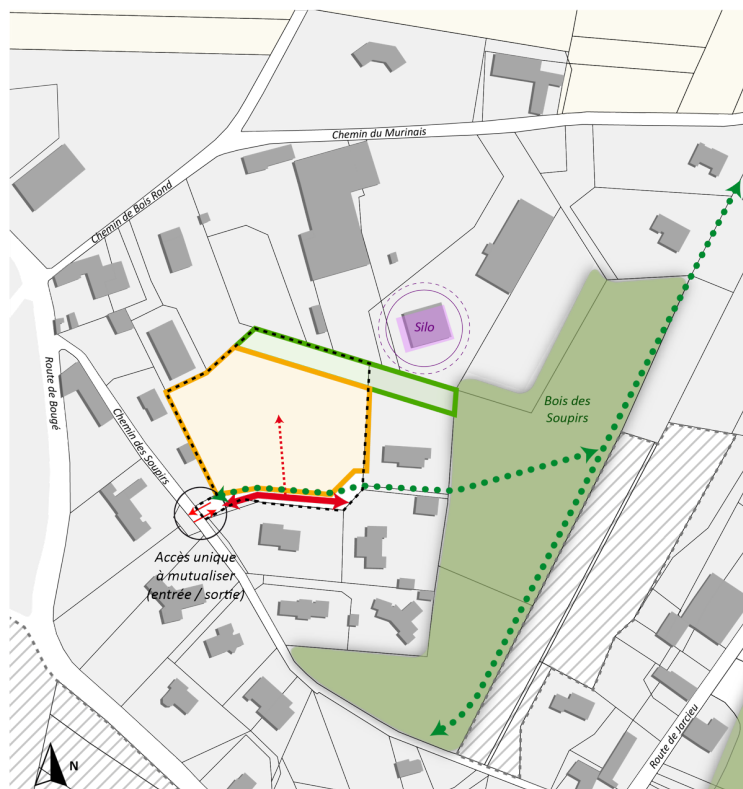 Chemin du Murinais
Chemin de Bois Rond
Silo
Bois des
Soupirs
Route de Bougé
Chemin des Soupirs
Accès unique
à mutualiser
(entrée / sortie)
Route de Jarcieu
N